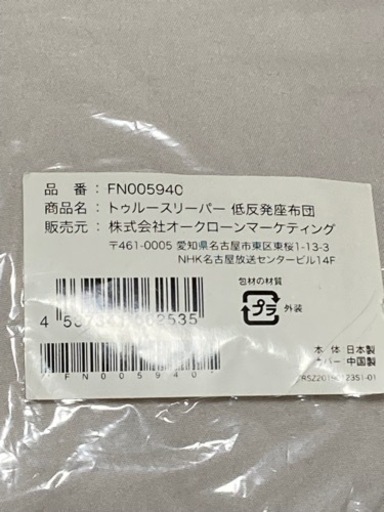 品 番 : FN005940
商品名 : トゥルースリーパー 低反発座布団
販売元 : 株式会社オークローンマーケティング
〒461-0005 愛知県名古屋市東区東桜1-13-3
NHK名古屋放送センタービル14F
包材の材質
プラ 外装
本 体 日本製
バー 中国製
FN005940